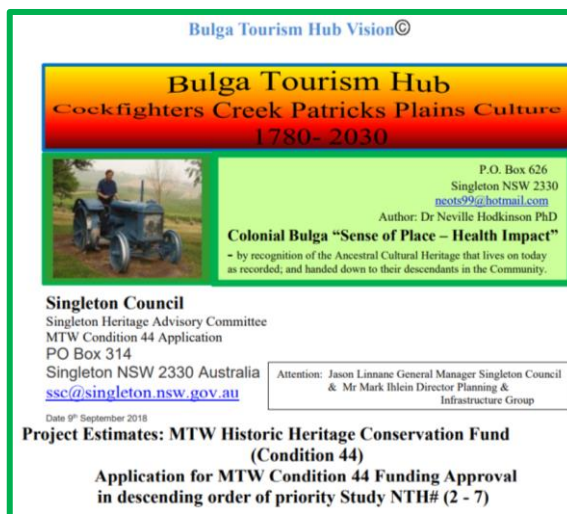 Bulga Tourism Hub Vision©
Bulga Tourism Hub
Cockfighters Creek Patricks Plains Culture
1780- 2030
P.O. Box 626
Singleton NSW 2330
neots99@hotmail.com
Author: Dr Neville Hodkinson PhD
Colonial Bulga “Sense of Place – Health Impact”
- by recognition of the Ancestral Cultural Heritage that lives on today
as recorded; and handed down to their descendants in the Community.
Singleton Council
Singleton Heritage Advisory Committee
MTW Condition 44 Application
PO Box 314
Singleton NSW 2330 Australia
ssc@singleton.nsw.gov.au
Attention: Jason Linnane General Manager Singleton Council
& Mr Mark Ihlein Director Planning &
Infrastructure Group
Date 9th September 2018
Project Estimates: MTW Historic Heritage Conservation Fund
(Condition 44)
Application for MTW Condition 44 Funding Approval
in descending order of priority Study NTH# (2 - 7)